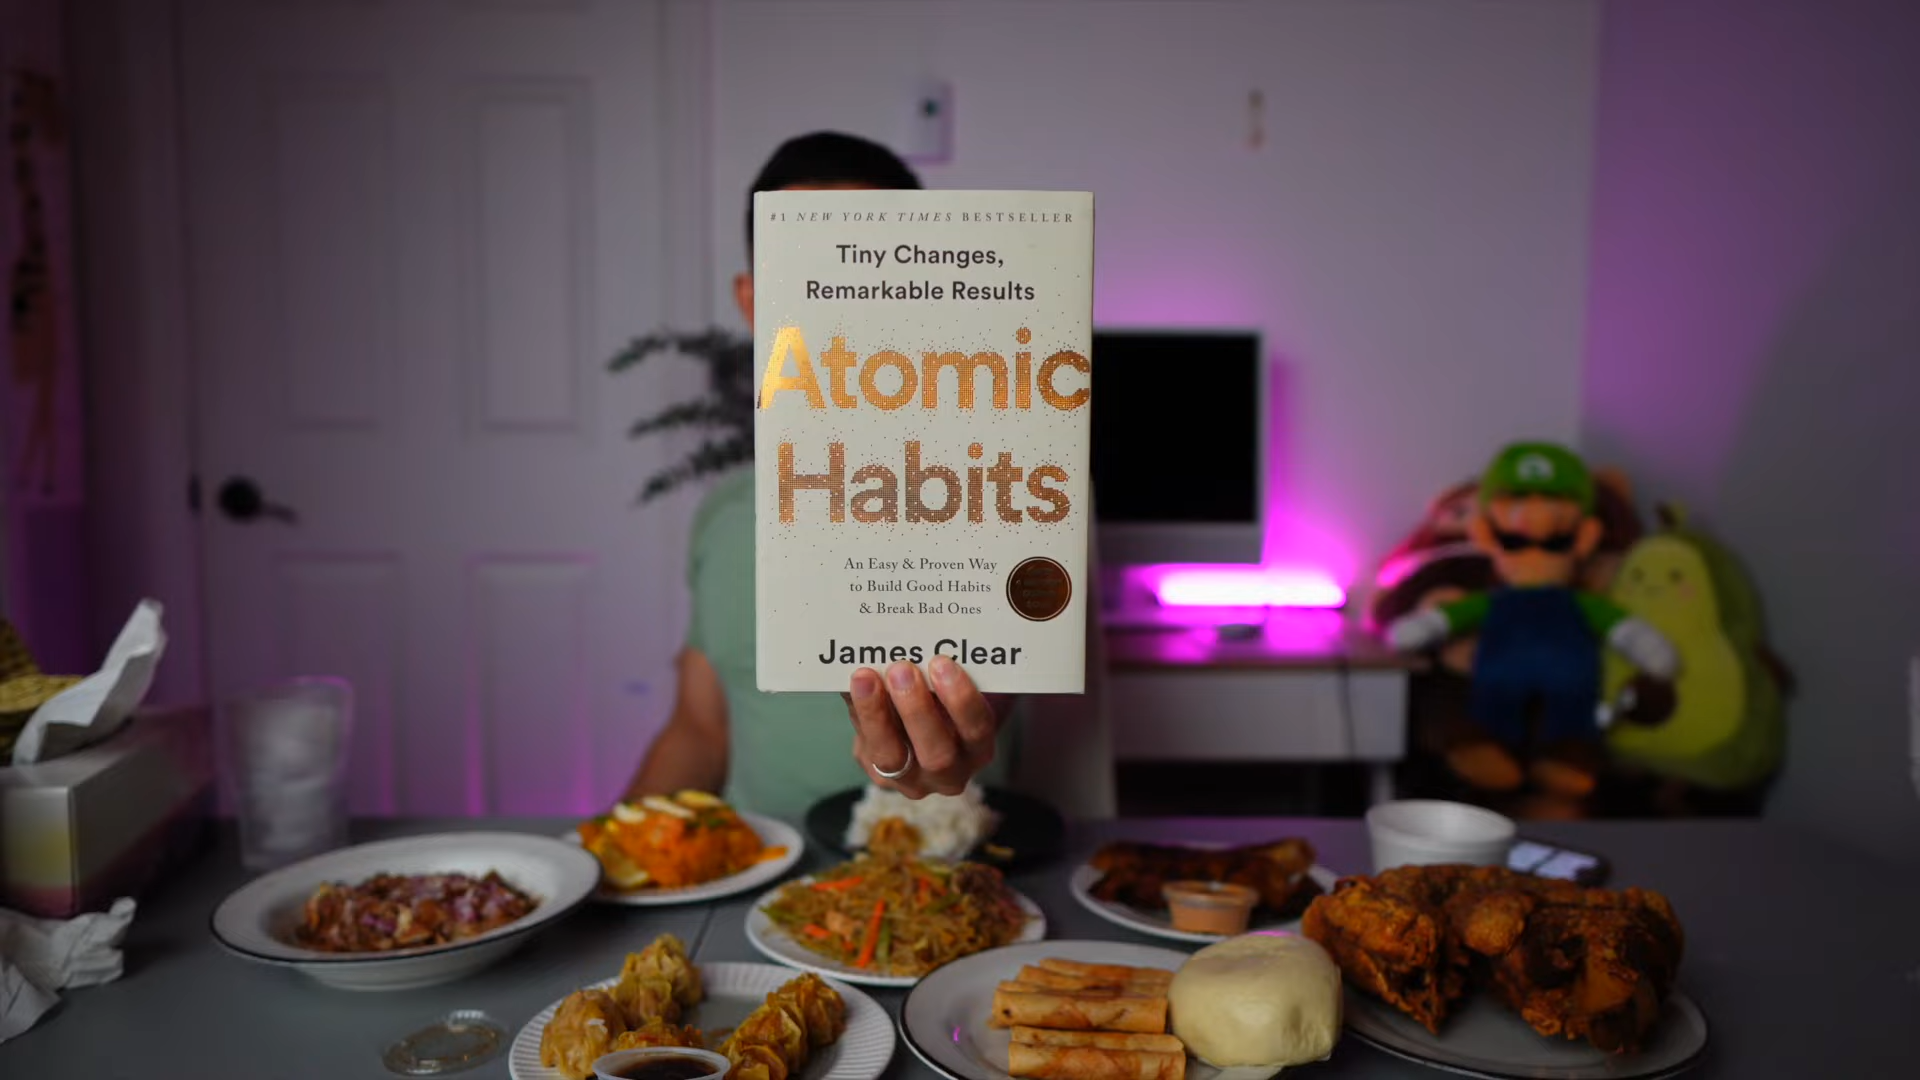 #1 NEW YORK TIMES BESTSELLER
Tiny Changes,
Remarkable Results
Atomic
Habits
An Easy & Proven Way
to Build Good Habits
& Break Bad Ones
James Clear